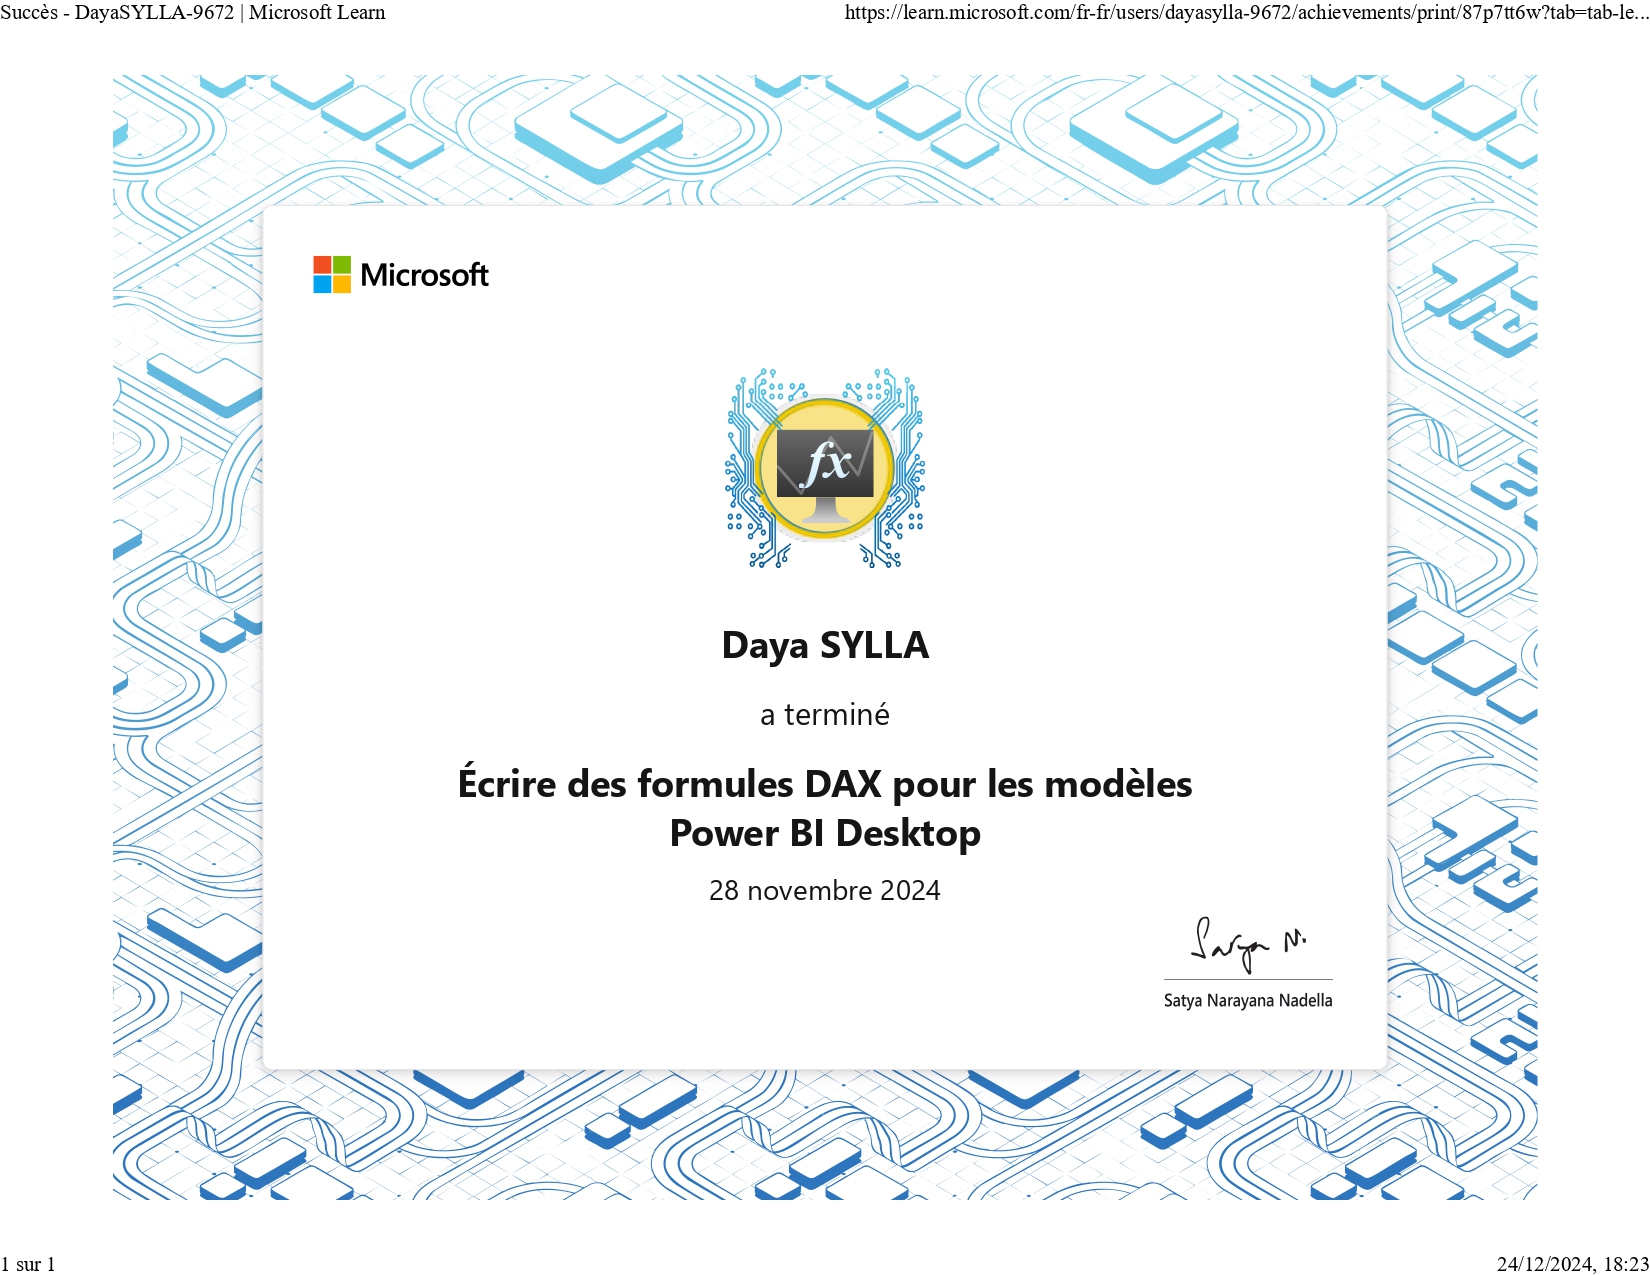 Succès - DayaSYLLA-9672 | Microsoft Learn
https://learn.microsoft.com/fr-fr/users/dayasylla-9672/achievements/print/87p7tt6w?tab=tab-le...
Microsoft
fx
Daya SYLLA
a terminé
Écrire des formules DAX pour les modèles
Power BI Desktop
28 novembre 2024
Satya N.
Satya Narayana Nadella
1 sur 1
24/12/2024, 18:23